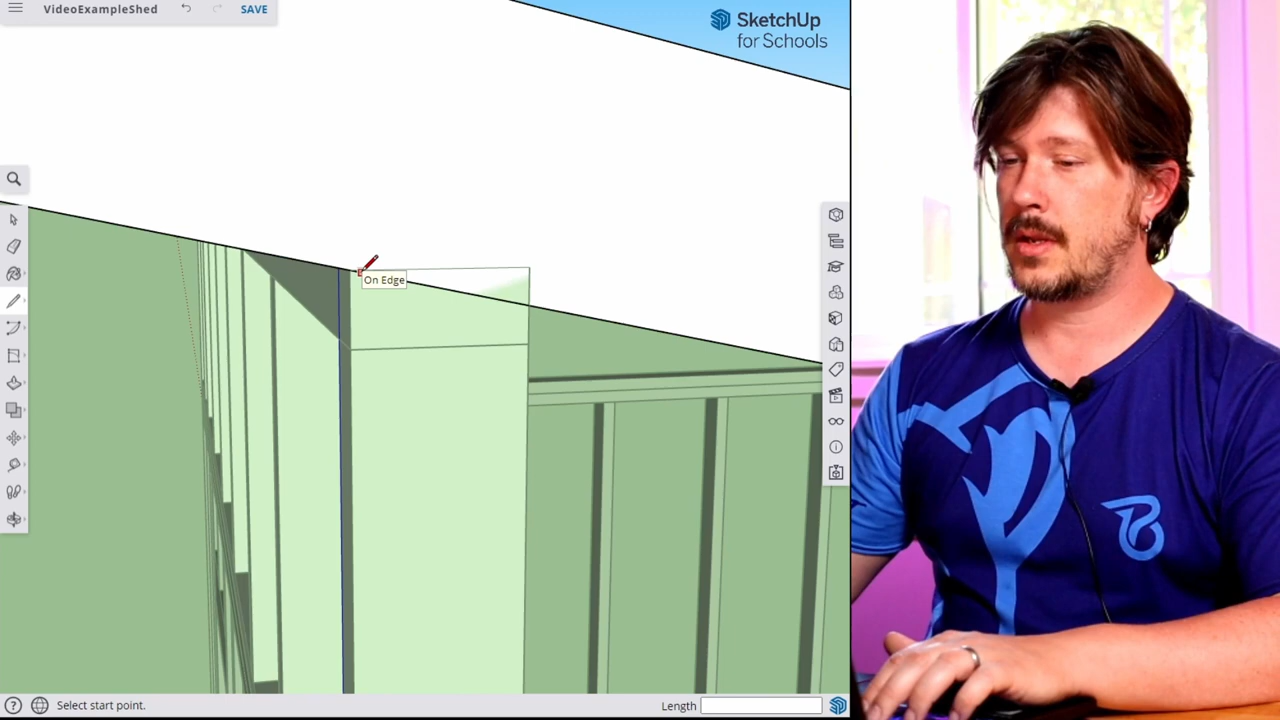 VideoExampleShed
SAVE
SketchUp
for Schools
On Edge
Select start point.
Length